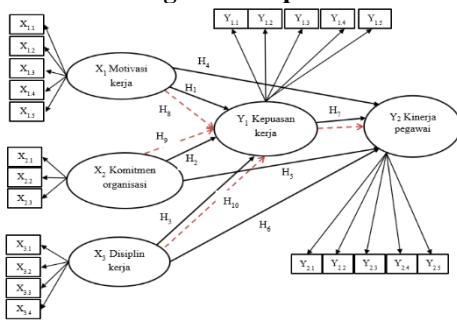 X1.1
X1.2
X1.3
X1.4
X1.5
X1 Motivasi
kerja
X2.1
X2.2
X2.3
X2 Komitmen
organisasi
X3.1
X3.2
X3.3
X3.4
X3 Disiplin
kerja
Y1.1 Y1.2 Y1.3 Y1.4 Y1.5
Y1 Kepuasan
kerja
Y2 Kinerja
pegawai
Y2.1 Y2.2 Y2.3 Y2.4 Y2.5
H4
H1
H8
H9
H2
H7
H5
H3
H10
H6